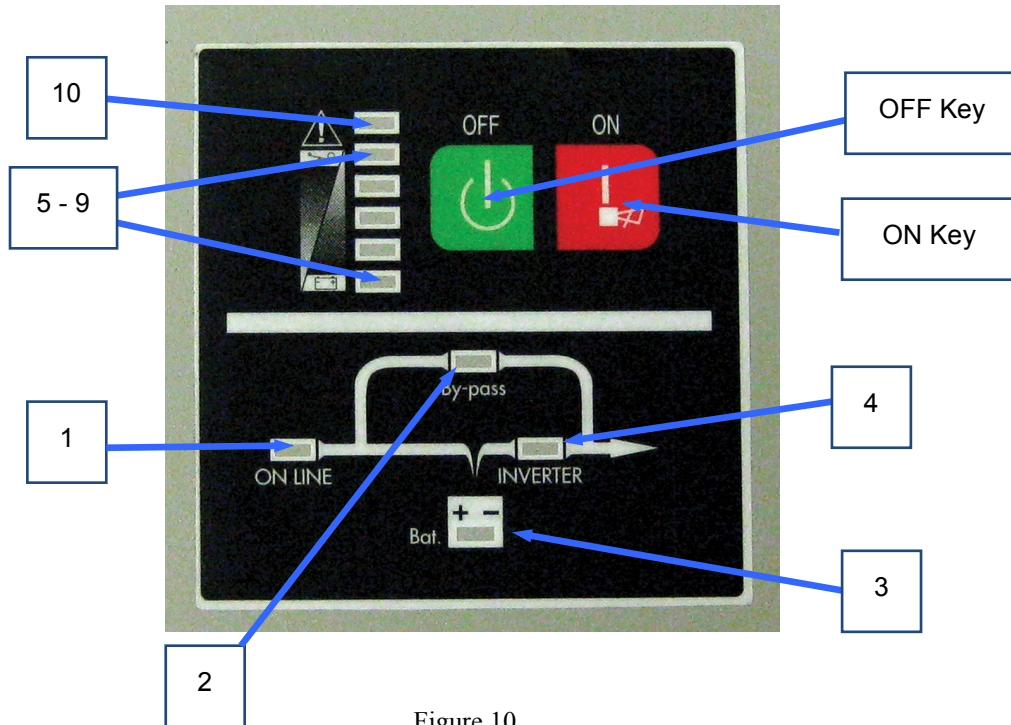 10
OFF
ON
OFF Key
5 - 9
ON Key
By-pass
4
1
ON LINE
INVERTER
+ −
Bat.
3
2
Figure 10